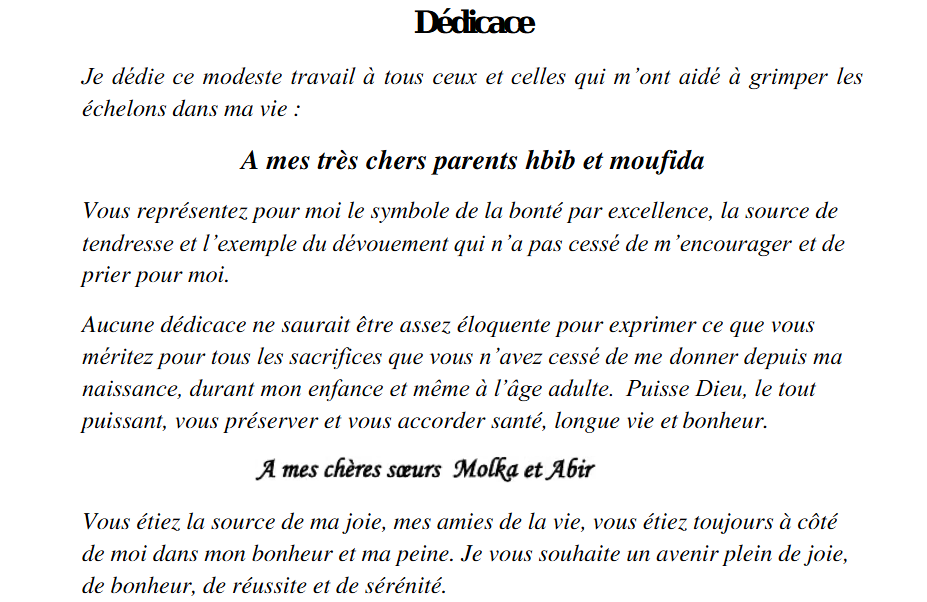 Dédicace
Je dédie ce modeste travail à tous ceux et celles qui m’ont aidé à grimper les
échelons dans ma vie :
A mes très chers parents hbib et moufida
Vous représentez pour moi le symbole de la bonté par excellence, la source de
tendresse et l’exemple du dévouement qui n’a pas cessé de m’encourager et de
prier pour moi.
Aucune dédicace ne saurait être assez éloquente pour exprimer ce que vous
méritez pour tous les sacrifices que vous n’avez cessé de me donner depuis ma
naissance, durant mon enfance et même à l’âge adulte.  Puisse Dieu, le tout
puissant, vous préserver et vous accorder santé, longue vie et bonheur.
A mes chères sœurs  Molka et Abir
Vous étiez la source de ma joie, mes amies de la vie, vous étiez toujours à côté
de moi dans mon bonheur et ma peine. Je vous souhaite un avenir plein de joie,
de bonheur, de réussite et de sérénité.